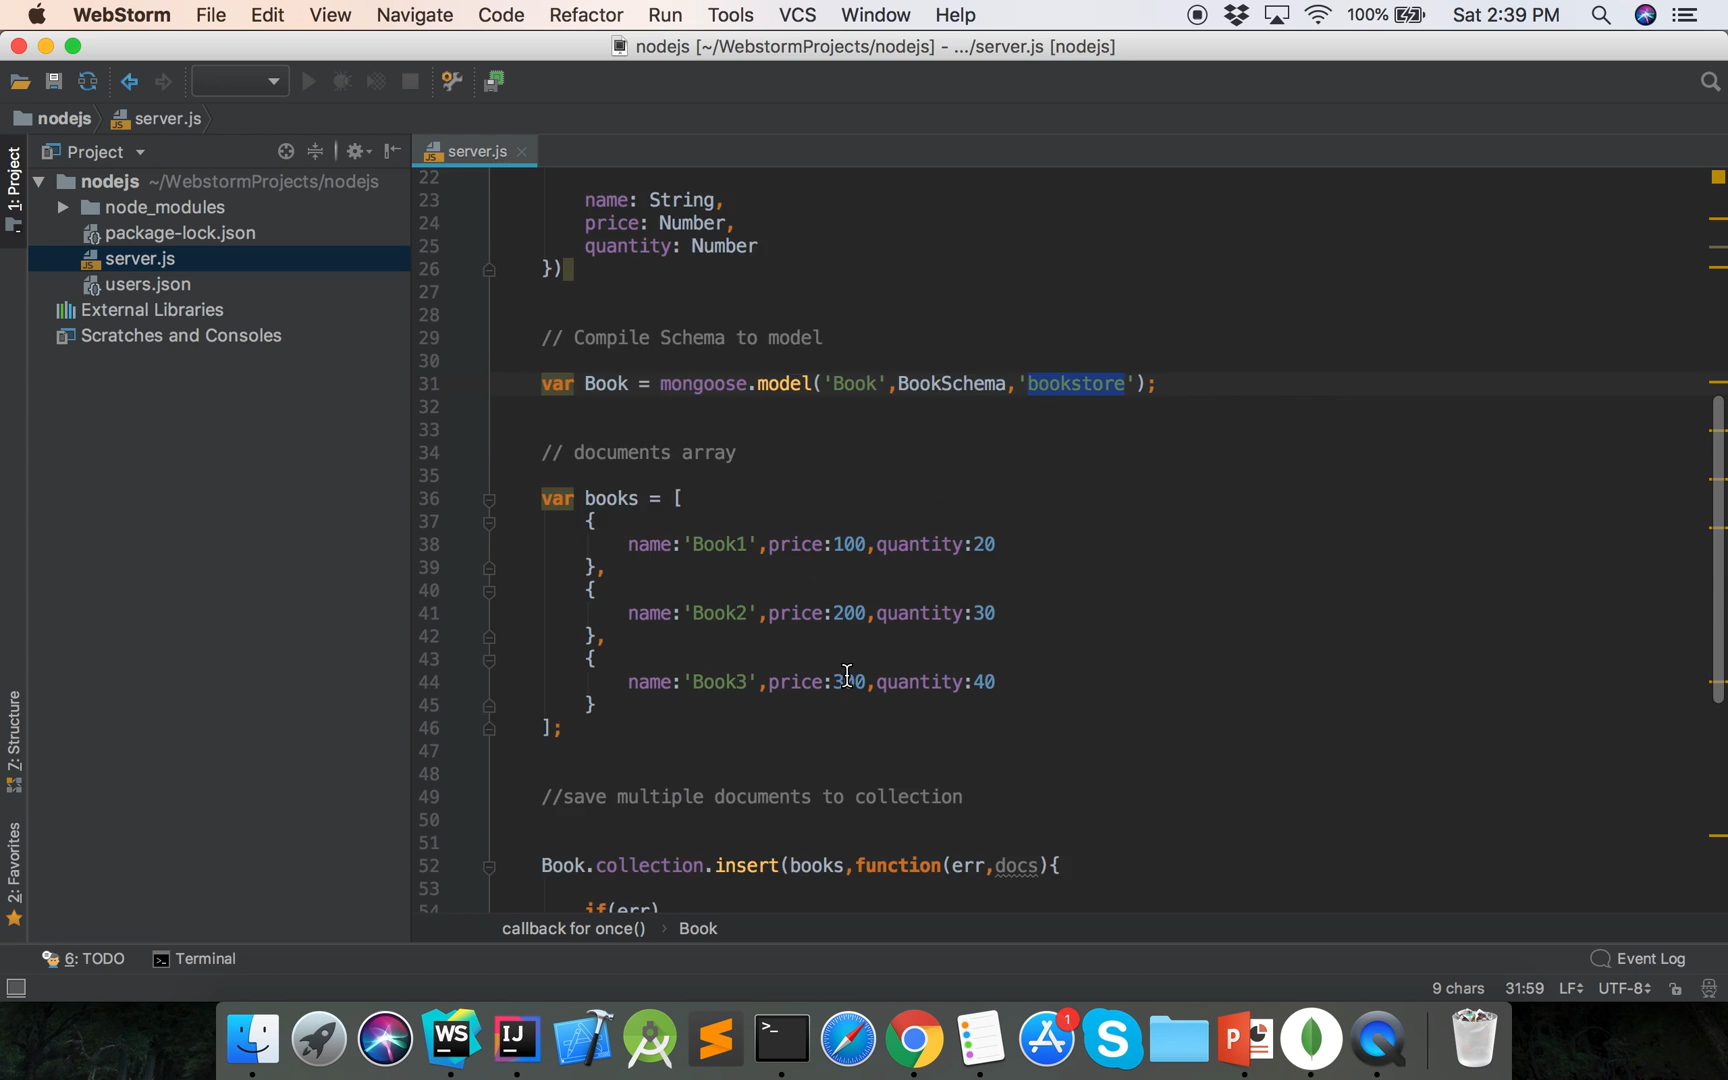 WebStorm File Edit View Navigate Code Refactor Run Tools VCS Window Help 100% Sat 2:39 PM
nodejs [~/WebstormProjects/nodejs] - .../server.js [nodejs]
nodejs server.js
1: Project
Project
server.js
nodejs ~/WebstormProjects/nodejs
node_modules
package-lock.json
server.js
users.json
External Libraries
Scratches and Consoles
22
23 name: String,
24 price: Number,
25 quantity: Number
26 })
27
28
29 // Compile Schema to model
30
31 var Book = mongoose.model('Book',BookSchema,'bookstore');
32
33
34 // documents array
35
36 var books = [
37 {
38 name:'Book1',price:100,quantity:20
39 },
40 {
41 name:'Book2',price:200,quantity:30
42 },
43 {
44 name:'Book3',price:300,quantity:40
45 }
46 ];
47
48
49 //save multiple documents to collection
50
51
52 Book.collection.insert(books,function(err,docs){
53
54 if(err)
callback for once() Book
Z: Structure
2: Favorites
6: TODO Terminal Event Log
9 chars 31:59 LF UTF-8
WS IJ 1